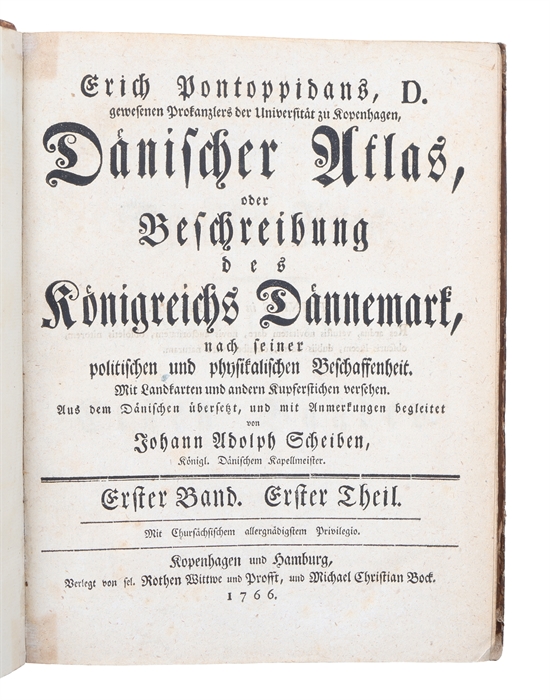 Erich Pontoppidans, D.
gewesenen Prokanzlers der Universität zu Kopenhagen,
Dänischer Atlas,
oder
Beschreibung
des
Königreichs Dännemark,
nach seiner
politischen und physikalischen Beschaffenheit.
Mit Landkarten und andern Kupferstichen versehen.
Aus dem Dänischen übersetzt, und mit Anmerkungen begleitet
von
Johann Adolph Scheiben,
Königl. Dänischem Kapellmeister.
Erster Band. Erster Theil.
Mit Chursächsischem allergnädigstem Privilegio.
Kopenhagen und Hamburg,
Verlegt von sel. Rothen Wittwe und Profft, und Michael Christian Bock.
1766.